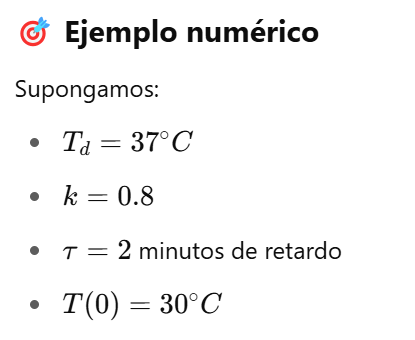 🎯 Ejemplo numérico
Supongamos:
• T_d = 37°C
• k = 0.8
• τ = 2 minutos de retardo
• T(0) = 30°C